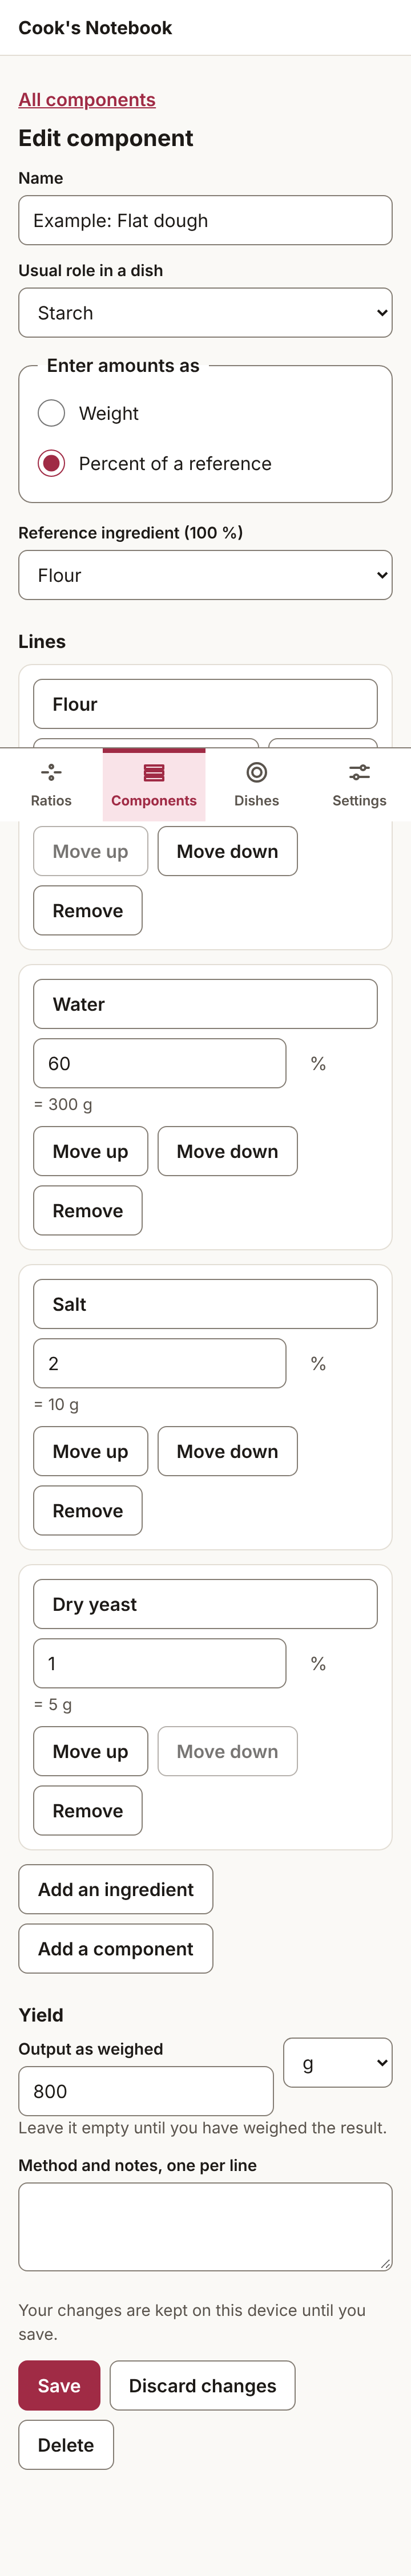 Cook's Notebook
All components
Edit component
Name
Example: Flat dough
Usual role in a dish
Starch
Enter amounts as
Weight
Percent of a reference
Reference ingredient (100 %)
Flour
Lines
Flour
Ratios
Components
Dishes
Settings
Move up
Move down
Remove
Water
60
%
= 300 g
Move up
Move down
Remove
Salt
2
%
= 10 g
Move up
Move down
Remove
Dry yeast
1
%
= 5 g
Move up
Move down
Remove
Add an ingredient
Add a component
Yield
Output as weighed
800
g
Leave it empty until you have weighed the result.
Method and notes, one per line
Your changes are kept on this device until you
save.
Save
Discard changes
Delete